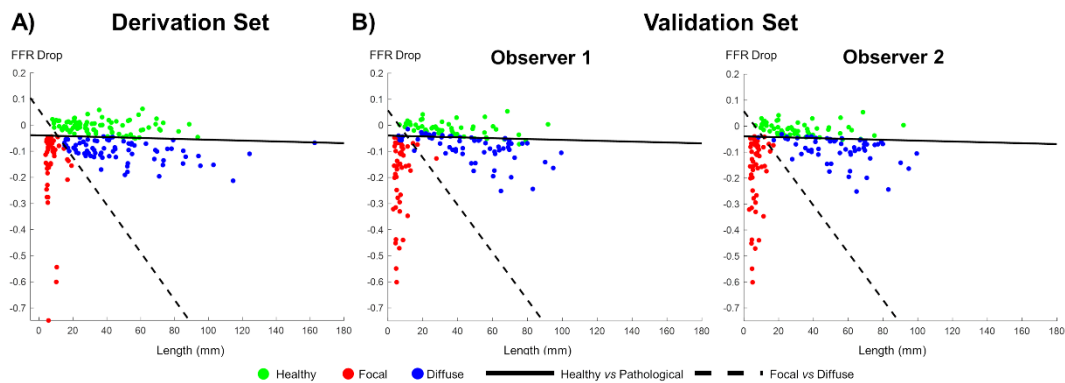 A) Derivation Set
B) Validation Set
FFR Drop
FFR Drop
Observer 1
FFR Drop
Observer 2
0.2
0.1
0
-0.1
-0.2
-0.3
-0.4
-0.5
-0.6
-0.7
0 20 40 60 80 100 120 140 160 180
Length (mm)
0.2
0.1
0
-0.1
-0.2
-0.3
-0.4
-0.5
-0.6
-0.7
0 20 40 60 80 100 120 140 160 180
Length (mm)
0.2
0.1
0
-0.1
-0.2
-0.3
-0.4
-0.5
-0.6
-0.7
0 20 40 60 80 100 120 140 160 180
Length (mm)
Healthy Focal Diffuse Healthy vs Pathological Focal vs Diffuse